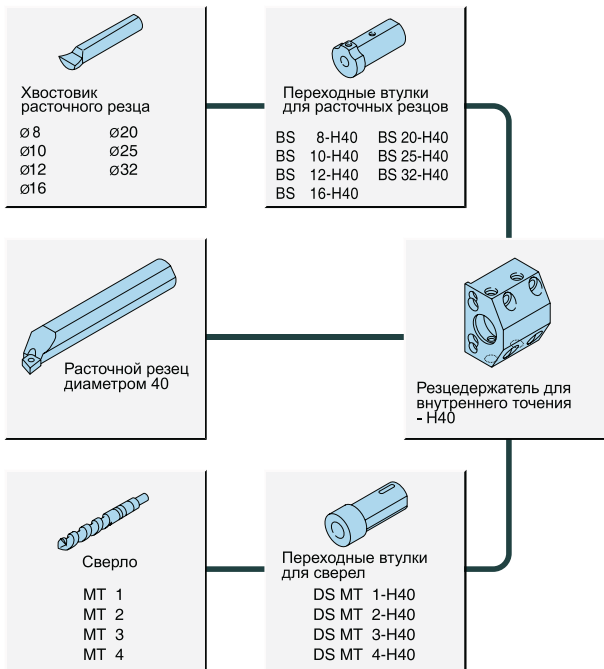 Хвостовик
расточного резца
Ø8 Ø20
Ø10 Ø25
Ø12 Ø32
Ø16
Переходные втулки
для расточных резцов
BS 8-H40 BS 20-H40
BS 10-H40 BS 25-H40
BS 12-H40 BS 32-H40
BS 16-H40
Расточной резец
диаметром 40
Резцедержатель для
внутреннего точения
- H40
Сверло
MT 1
MT 2
MT 3
MT 4
Переходные втулки
для сверел
DS MT 1-H40
DS MT 2-H40
DS MT 3-H40
DS MT 4-H40